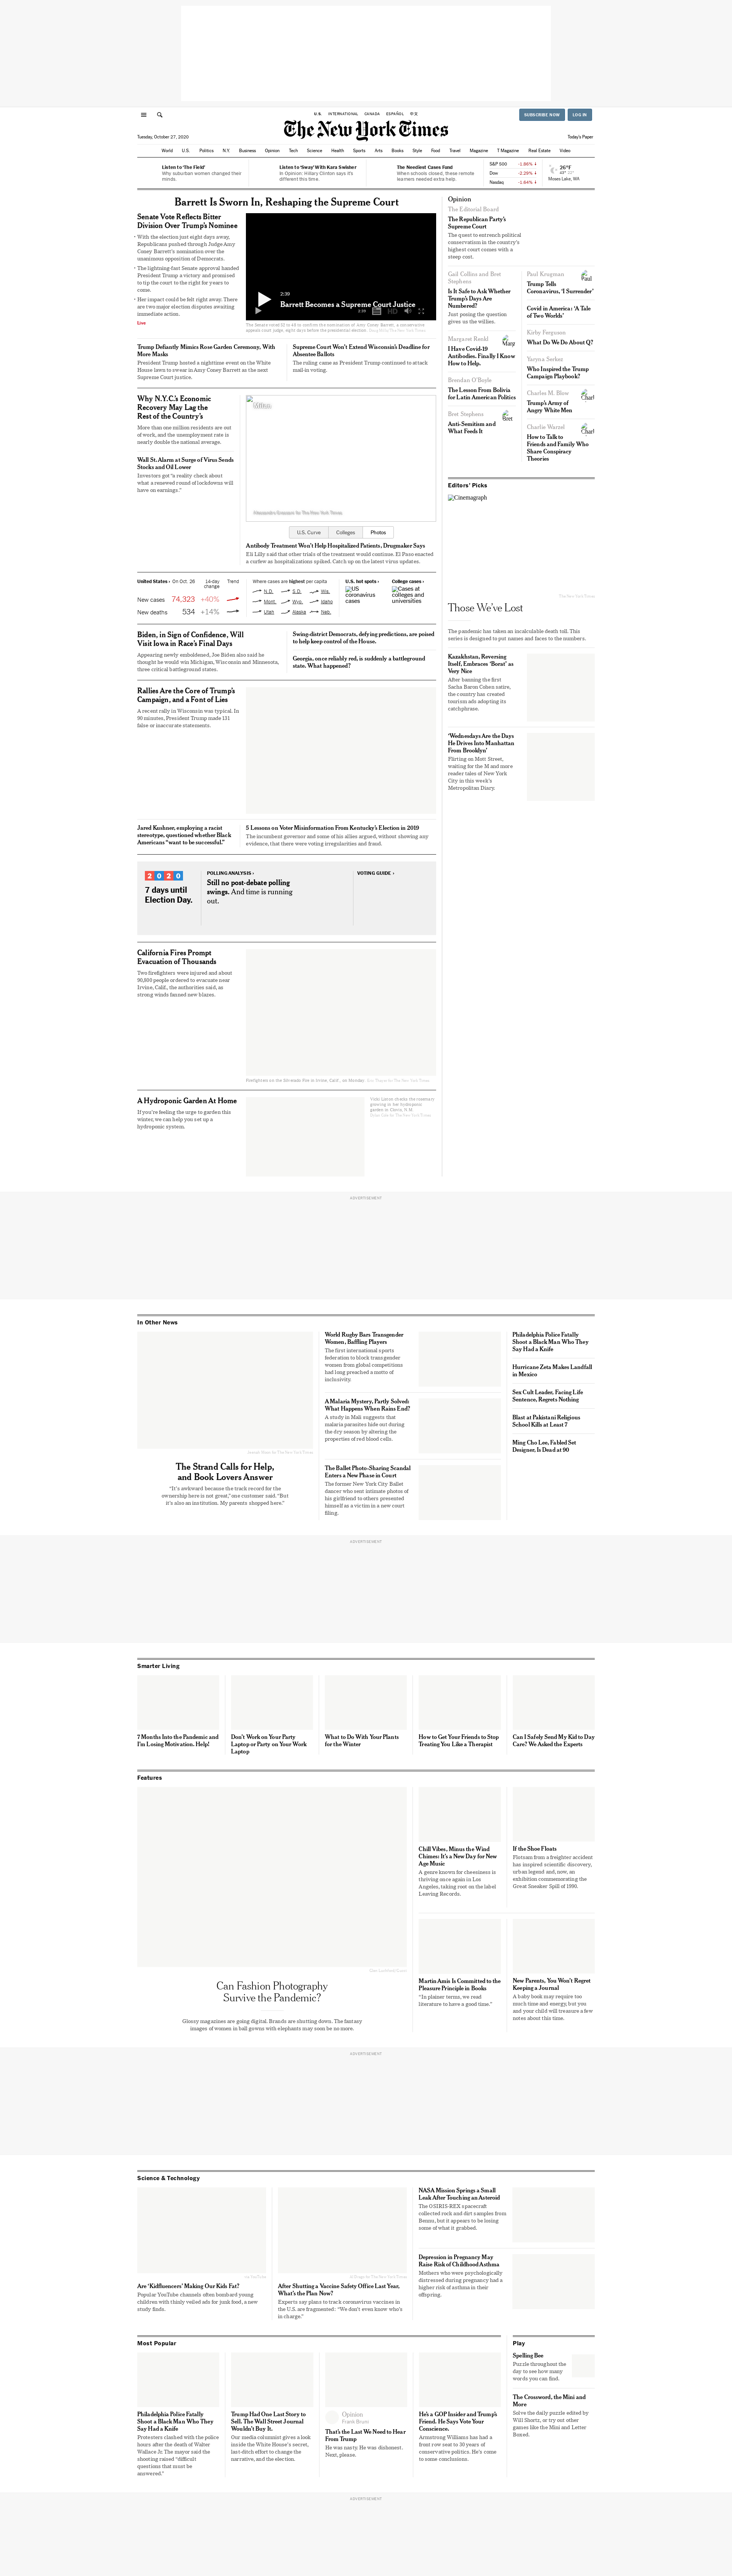 U.S.
INTERNATIONAL
CANADA
ESPAÑOL
中文
SUBSCRIBE NOW
LOG IN
The New York Times
Tuesday, October 27, 2020
Today's Paper
World
U.S.
Politics
N.Y.
Business
Opinion
Tech
Science
Health
Sports
Arts
Books
Style
Food
Travel
Magazine
T Magazine
Real Estate
Video
Listen to 'The Field'
Why suburban women changed their
minds.
Listen to 'Sway' With Kara Swisher
In Opinion: Hillary Clinton says it's
different this time.
The Neediest Cases Fund
When schools closed, these remote
learners needed extra help.
S&P 500 -1.86% ↓
Dow -2.29% ↓
Nasdaq -1.64% ↓
26°F
Moses Lake, WA
Barrett Is Sworn In, Reshaping the Supreme Court
Senate Vote Reflects Bitter
Division Over Trump's Nominee
• With the election just eight days away,
Republicans pushed through Judge Amy
Coney Barrett's nomination over the
unanimous opposition of Democrats.
• The lightning-fast Senate approval handed
President Trump a victory and promised
to tip the court to the right for years to
come.
• Her impact could be felt right away. There
are two major election disputes awaiting
immediate action.
Live
2:39
Barrett Becomes a Supreme Court Justice
2:39
HD
The Senate voted 52 to 48 to confirm the nomination of Amy Coney Barrett, a conservative
appeals court judge, eight days before the presidential election.
Trump Defiantly Mimics Rose Garden Ceremony, With
More Masks
President Trump hosted a nighttime event on the White
House lawn to swear in Amy Coney Barrett as the next
Supreme Court justice.
Supreme Court Won't Extend Wisconsin's Deadline for
Absentee Ballots
The ruling came as President Trump continued to attack
mail-in voting.
Why N.Y.C.'s Economic
Recovery May Lag the
Rest of the Country's
More than one million residents are out
of work, and the unemployment rate is
nearly double the national average.
Wall St. Alarm at Surge of Virus Sends
Stocks and Oil Lower
Investors got "a reality check about
what a renewed round of lockdowns will
have on earnings."
Milan.
Alessandro Grassani for The New York Times
U.S. Curve
Colleges
Photos
Antibody Treatment Won't Help Hospitalized Patients, Drugmaker Says
Eli Lilly said that other trials of the treatment would continue. El Paso enacted
a curfew as hospitalizations spiked. Catch up on the latest virus updates.
United States › On Oct. 26 14-day
change Trend
New cases 74,323 +40%
New deaths 534 +14%
Where cases are highest per capita
N.D. S.D. Wis.
Mont. Wyo. Idaho
Utah Alaska Neb.
U.S. hot spots ›
US
coronavirus
cases
College cases ›
Cases at
colleges and
universities
Biden, in Sign of Confidence, Will
Visit Iowa in Race's Final Days
Appearing newly emboldened, Joe Biden also said he
thought he would win Michigan, Wisconsin and Minnesota,
three critical battleground states.
Swing-district Democrats, defying predictions, are poised
to help keep control of the House.
Georgia, once reliably red, is suddenly a battleground
state. What happened?
Rallies Are the Core of Trump's
Campaign, and a Font of Lies
A recent rally in Wisconsin was typical. In
90 minutes, President Trump made 131
false or inaccurate statements.
Jared Kushner, employing a racist
stereotype, questioned whether Black
Americans "want to be successful."
5 Lessons on Voter Misinformation From Kentucky's Election in 2019
The incumbent governor and some of his allies argued, without showing any
evidence, that there were voting irregularities and fraud.
2020
7 days until
Election Day.
POLLING ANALYSIS ›
Still no post-debate polling
swings. And time is running
out.
VOTING GUIDE ›
California Fires Prompt
Evacuation of Thousands
Two firefighters were injured and about
90,800 people ordered to evacuate near
Irvine, Calif., the authorities said, as
strong winds fanned new blazes.
Firefighters on the Silverado Fire in Irvine, Calif., on Monday.
A Hydroponic Garden At Home
If you're feeling the urge to garden this
winter, we can help you set up a
hydroponic system.
Opinion
The Editorial Board
The Republican Party's
Supreme Court
The quest to entrench political
conservatism in the country's
highest court comes with a
steep cost.
Gail Collins and Bret
Stephens
Is It Safe to Ask Whether
Trump's Days Are
Numbered?
Just posing the question
gives us the willies.
Margaret Renkl
I Have Covid-19
Antibodies. Finally I Know
How to Help.
Brendan O'Boyle
The Lesson From Bolivia
for Latin American Politics
Bret Stephens
Anti-Semitism and
What Feeds It
Paul Krugman
Trump Tells
Coronavirus, 'I Surrender'
Covid in America: 'A Tale
of Two Worlds'
Kirby Ferguson
What Do We Do About Q?
Yaryna Serkez
Who Inspired the Trump
Campaign Playbook?
Charles M. Blow
Trump's Army of
Angry White Men
Charlie Warzel
How to Talk to
Friends and Family Who
Share Conspiracy
Theories
Editors' Picks
Cinemagraph
The New York Times
Those We've Lost
The pandemic has taken an incalculable death toll. This
series is designed to put names and faces to the numbers.
Kazakhstan, Reversing
Itself, Embraces 'Borat' as
Very Nice
After banning the first
Sacha Baron Cohen satire,
the country has created
tourism ads adopting its
catchphrase.
'Wednesdays Are the Days
He Drives Into Manhattan
From Brooklyn'
Flirting on Mott Street,
waiting for the M and more
reader tales of New York
City in this week's
Metropolitan Diary.
ADVERTISEMENT
In Other News
The Strand Calls for Help,
and Book Lovers Answer
"It's awkward because the track record for the
ownership here is not great," one customer said. "But
it's also an institution. My parents shopped here."
World Rugby Bars Transgender
Women, Baffling Players
The first international sports
federation to block transgender
women from global competitions
had long preached a motto of
inclusivity.
A Malaria Mystery, Partly Solved:
What Happens When Rains End?
A study in Mali suggests that
malaria parasites hide out during
the dry season by altering the
properties of red blood cells.
The Ballet Photo-Sharing Scandal
Enters a New Phase in Court
The former New York City Ballet
dancer who sent intimate photos of
his girlfriend to others presented
himself as a victim in a new court
filing.
Philadelphia Police Fatally
Shoot a Black Man Who They
Say Had a Knife
Hurricane Zeta Makes Landfall
in Mexico
Sex Cult Leader, Facing Life
Sentence, Regrets Nothing
Blast at Pakistani Religious
School Kills at Least 7
Ming Cho Lee, Fabled Set
Designer, Is Dead at 90
ADVERTISEMENT
Smarter Living
7 Months Into the Pandemic and
I'm Losing Motivation. Help!
Don't Work on Your Party
Laptop or Party on Your Work
Laptop
What to Do With Your Plants
for the Winter
How to Get Your Friends to Stop
Treating You Like a Therapist
Can I Safely Send My Kid to Day
Care? We Asked the Experts
Features
Can Fashion Photography
Survive the Pandemic?
Glossy magazines are going digital. Brands are shutting down. The fantasy
images of women in ball gowns with elephants may soon be no more.
Chill Vibes, Minus the Wind
Chimes: It's a New Day for New
Age Music
A genre known for cheesiness is
thriving once again in Los
Angeles, taking root on the label
Leaving Records.
If the Shoe Floats
Flotsam from a freighter accident
has inspired scientific discovery,
urban legend and, now, an
exhibition commemorating the
Great Sneaker Spill of 1990.
Martin Amis Is Committed to the
Pleasure Principle in Books
"In plainer terms, we read
literature to have a good time."
New Parents, You Won't Regret
Keeping a Journal
A baby book may require too
much time and energy, but you
and your child will treasure a few
notes about this time.
ADVERTISEMENT
Science & Technology
Are 'Kidfluencers' Making Our Kids Fat?
Popular YouTube channels often bombard young
children with thinly veiled ads for junk food, a new
study finds.
After Shutting a Vaccine Safety Office Last Year,
What's the Plan Now?
Experts say plans to track coronavirus vaccines in
the U.S. are fragmented: "We don't even know who's
in charge."
NASA Mission Springs a Small
Leak After Touching an Asteroid
The OSIRIS-REX spacecraft
collected rock and dirt samples from
Bennu, but it appears to be losing
some of what it grabbed.
Depression in Pregnancy May
Raise Risk of Childhood Asthma
Mothers who were psychologically
distressed during pregnancy had a
higher risk of asthma in their
offspring.
Most Popular
Philadelphia Police Fatally
Shoot a Black Man Who They
Say Had a Knife
Protesters clashed with the police
hours after the death of Walter
Wallace Jr. The mayor said the
shooting raised "difficult
questions that must be
answered."
Trump Had One Last Story to
Sell. The Wall Street Journal
Wouldn't Buy It.
Our media columnist gives a look
inside the White House's secret,
last-ditch effort to change the
narrative, and the election.
Opinion
Frank Bruni
That's the Last We Need to Hear
From Trump
He was nasty. He was dishonest.
Next, please.
He's a GOP Insider and Trump's
Friend. He Says Vote Your
Conscience.
Armstrong Williams has had a
front row seat to 30 years of
conservative politics. He's come
to some conclusions.
Play
Spelling Bee
Puzzle throughout the
day to see how many
words you can find.
The Crossword, the Mini and
More
Solve the daily puzzle edited by
Will Shortz, or try our other
games like the Mini and Letter
Boxed.
ADVERTISEMENT